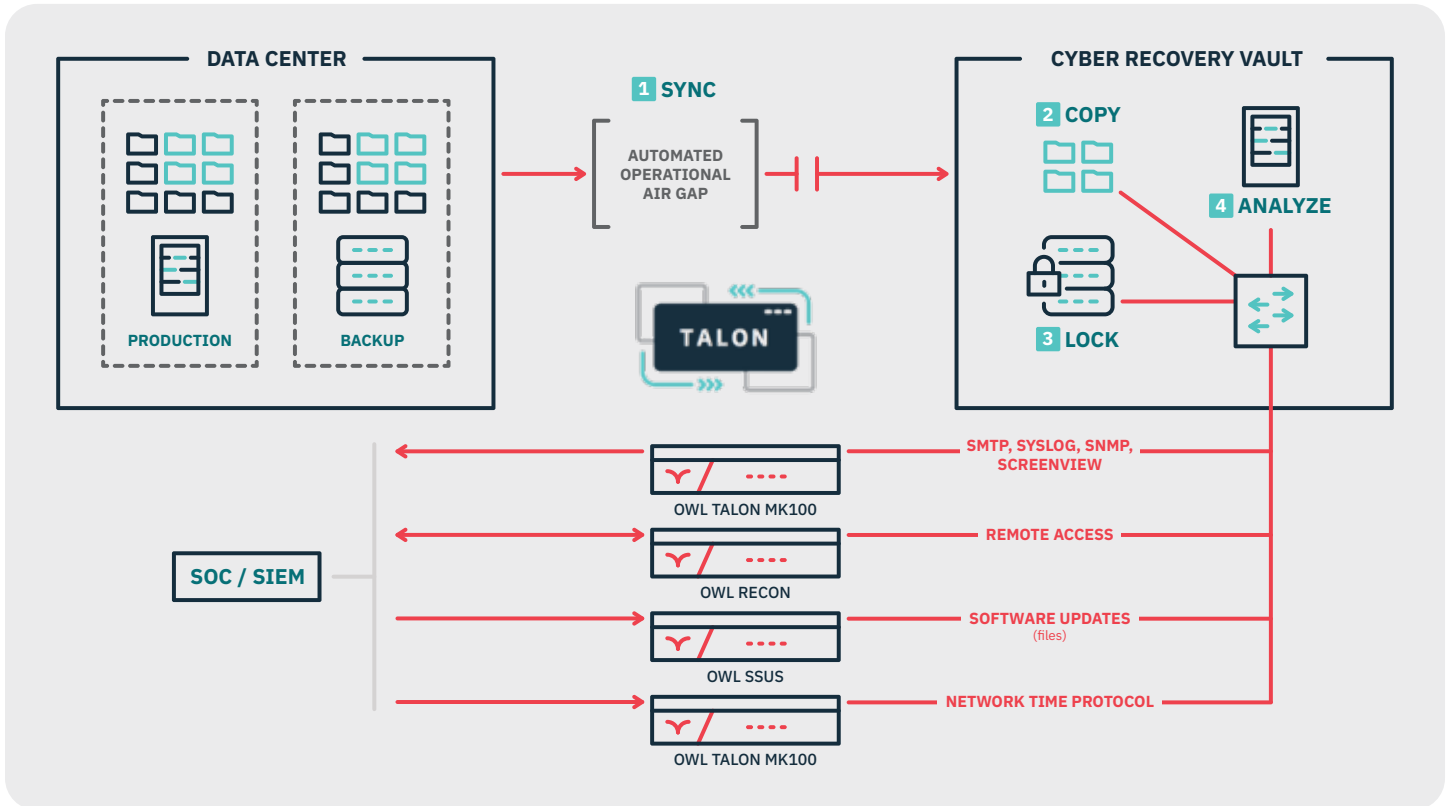 DATA CENTER
PRODUCTION
BACKUP
1 SYNC
AUTOMATED
OPERATIONAL
AIR GAP
TALON
CYBER RECOVERY VAULT
2 COPY
4 ANALYZE
3 LOCK
SOC / SIEM
OWL TALON MK100
SMTP, SYSLOG, SNMP,
SCREENVIEW
OWL RECON
REMOTE ACCESS
OWL SSUS
SOFTWARE UPDATES
(files)
OWL TALON MK100
NETWORK TIME PROTOCOL